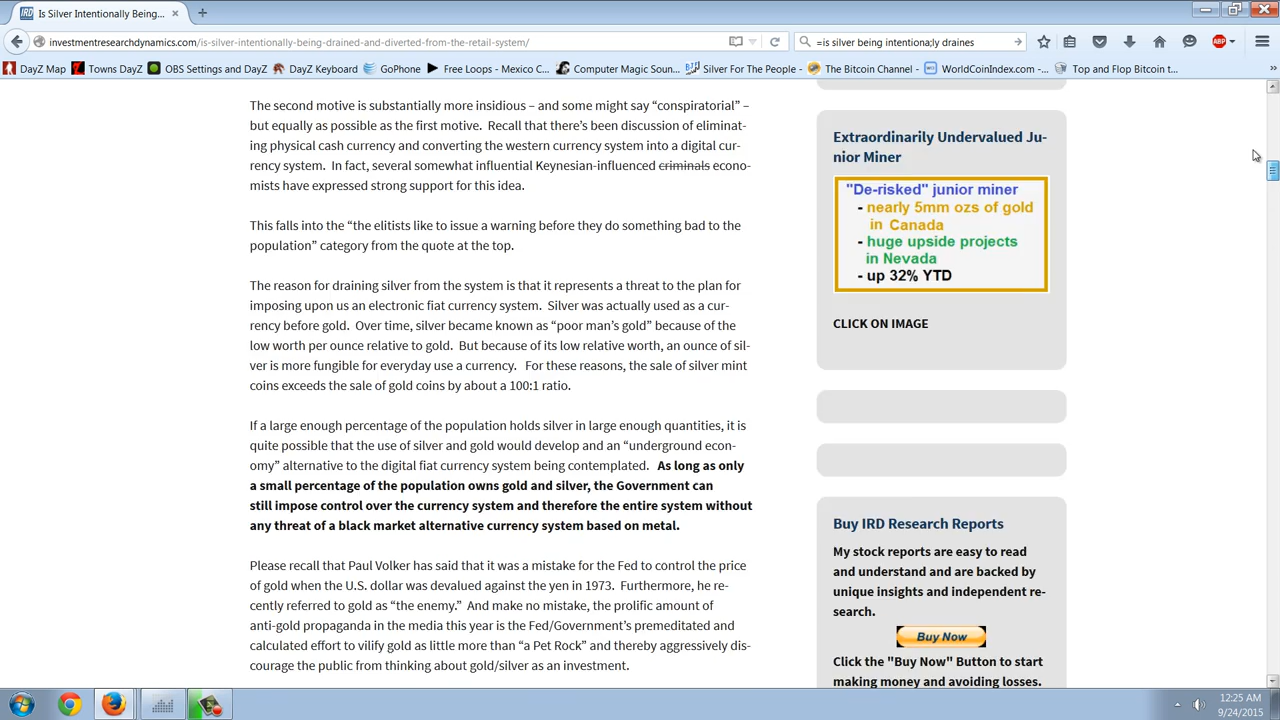 Is Silver Intentionally Being...
investmentresearchdynamics.com/is-silver-intentionally-being-drained-and-diverted-from-the-retail-system/
=is silver being intentiona;ly draines
ABP
DayZ Map
Towns DayZ
OBS Settings and DayZ
DayZ Keyboard
GoPhone
Free Loops - Mexico C...
Computer Magic Soun...
Silver For The People - ...
The Bitcoin Channel - ...
WorldCoinIndex.com -...
Top and Flop Bitcoin t...
The second motive is substantially more insidious – and some might say “conspiratorial” –
but equally as possible as the first motive.  Recall that there’s been discussion of eliminat-
ing physical cash currency and converting the western currency system into a digital cur-
rency system.  In fact, several somewhat influential Keynesian-influenced criminals econo-
mists have expressed strong support for this idea.
This falls into the “the elitists like to issue a warning before they do something bad to the
population” category from the quote at the top.
The reason for draining silver from the system is that it represents a threat to the plan for
imposing upon us an electronic fiat currency system.  Silver was actually used as a cur-
rency before gold.  Over time, silver became known as “poor man’s gold” because of the
low worth per ounce relative to gold.  But because of its low relative worth, an ounce of sil-
ver is more fungible for everyday use a currency.   For these reasons, the sale of silver mint
coins exceeds the sale of gold coins by about a 100:1 ratio.
If a large enough percentage of the population holds silver in large enough quantities, it is
quite possible that the use of silver and gold would develop and an “underground econ-
omy” alternative to the digital fiat currency system being contemplated.   As long as only
a small percentage of the population owns gold and silver, the Government can
still impose control over the currency system and therefore the entire system without
any threat of a black market alternative currency system based on metal.
Please recall that Paul Volker has said that it was a mistake for the Fed to control the price
of gold when the U.S. dollar was devalued against the yen in 1973.  Furthermore, he re-
cently referred to gold as “the enemy.”  And make no mistake, the prolific amount of
anti-gold propaganda in the media this year is the Fed/Government’s premeditated and
calculated effort to vilify gold as little more than “a Pet Rock” and thereby aggressively dis-
courage the public from thinking about gold/silver as an investment.
Extraordinarily Undervalued Ju-
nior Miner
"De-risked" junior miner
- nearly 5mm ozs of gold
in Canada
- huge upside projects
in Nevada
- up 32% YTD
CLICK ON IMAGE
Buy IRD Research Reports
My stock reports are easy to read
and understand and are backed by
unique insights and independent re-
search.
Buy Now
Click the "Buy Now" Button to start
making money and avoiding losses.
12:25 AM
9/24/2015